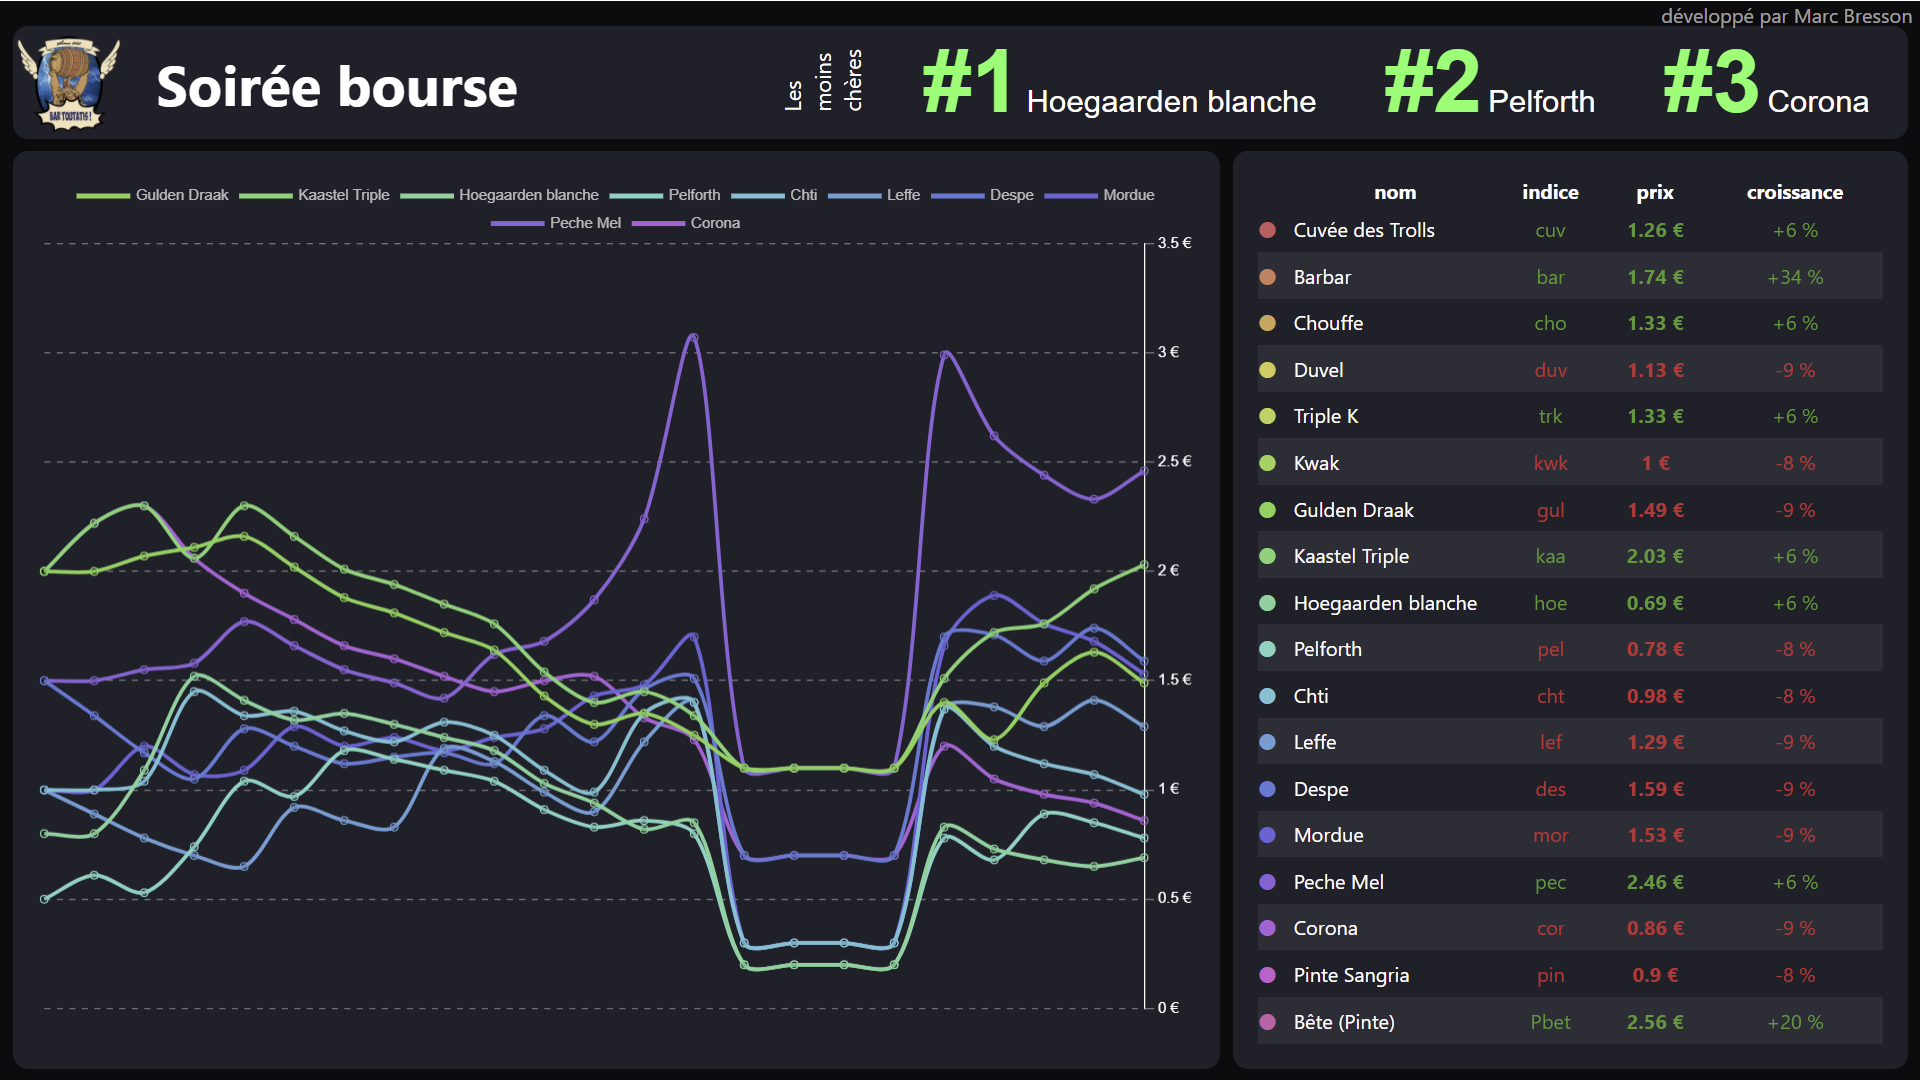 développé par Marc Bresson
BAR TOUTATIS !
Soirée bourse
Les
moins
chères
#1 Hoegaarden blanche
#2 Pelforth
#3 Corona
Gulden Draak Kaastel Triple Hoegaarden blanche Pelforth Chti Leffe Despe Mordue
Peche Mel Corona
3.5 €
3 €
2.5 €
2 €
1.5 €
1 €
0.5 €
0 €
nom indice prix croissance
Cuvée des Trolls cuv 1.26 € +6 %
Barbar bar 1.74 € +34 %
Chouffe cho 1.33 € +6 %
Duvel duv 1.13 € -9 %
Triple K trk 1.33 € +6 %
Kwak kwk 1 € -8 %
Gulden Draak gul 1.49 € -9 %
Kaastel Triple kaa 2.03 € +6 %
Hoegaarden blanche hoe 0.69 € +6 %
Pelforth pel 0.78 € -8 %
Chti cht 0.98 € -8 %
Leffe lef 1.29 € -9 %
Despe des 1.59 € -9 %
Mordue mor 1.53 € -9 %
Peche Mel pec 2.46 € +6 %
Corona cor 0.86 € -9 %
Pinte Sangria pin 0.9 € -8 %
Bête (Pinte) Pbet 2.56 € +20 %